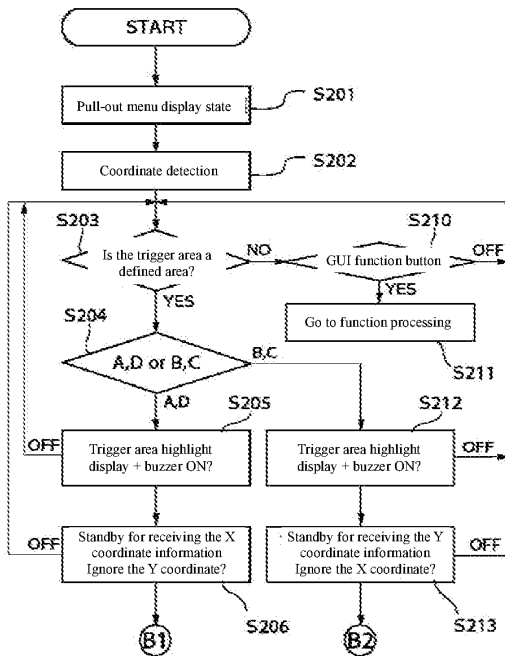 START
Pull-out menu display state
S201
Coordinate detection
S202
S203
Is the trigger area a
defined area?
NO
S210
GUI function button
OFF
YES
YES
Go to function processing
S211
S204
A,D or B,C
B,C
A,D
S205
S212
OFF
Trigger area highlight
display + buzzer ON?
Trigger area highlight
display + buzzer ON?
OFF
OFF
Standby for receiving the X
coordinate information
Ignore the Y coordinate?
Standby for receiving the Y
coordinate information
Ignore the X coordinate?
OFF
S206
S213
B1
B2